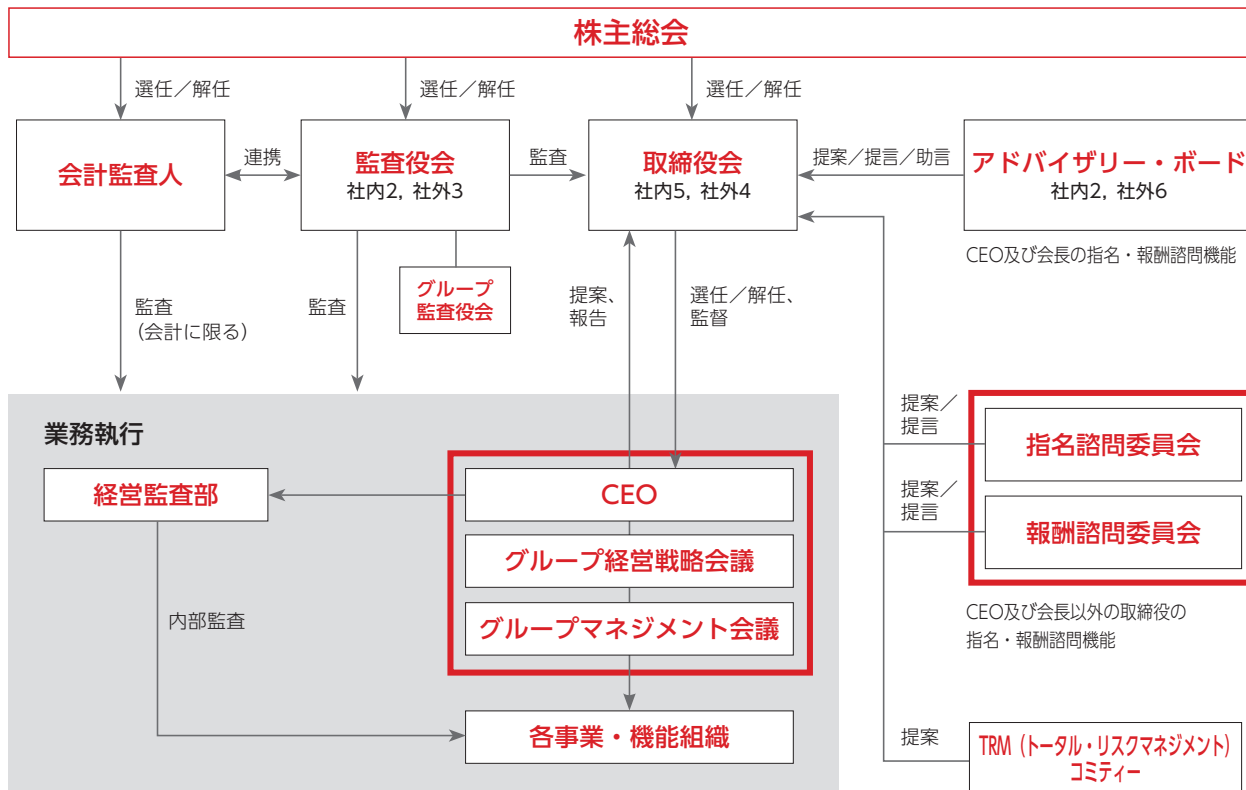 株主総会
選任／解任
選任／解任
選任／解任
会計監査人
連携
監査役会
社内2, 社外3
監査
取締役会
社内5, 社外4
提案／提言／助言
アドバイザリー・ボード
社内2, 社外6
CEO及び会長の指名・報酬諮問機能
グループ
監査役会
監査
(会計に限る)
監査
提案、
報告
選任／解任、
監督
業務執行
経営監査部
CEO
グループ経営戦略会議
グループマネジメント会議
内部監査
各事業・機能組織
提案／
提言
指名諮問委員会
提案／
提言
報酬諮問委員会
CEO及び会長以外の取締役の
指名・報酬諮問機能
提案
TRM（トータル・リスクマネジメント）
コミティー